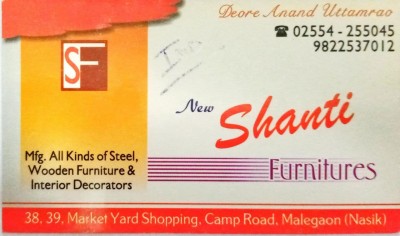 Deore Anand Uttamrao
☎ 02554 - 255045
9822537012
SF
New Shanti
Furnitures
Mfg. All Kinds of Steel,
Wooden Furniture &
Interior Decorators
38, 39, Market Yard Shopping, Camp Road, Malegaon (Nasik)